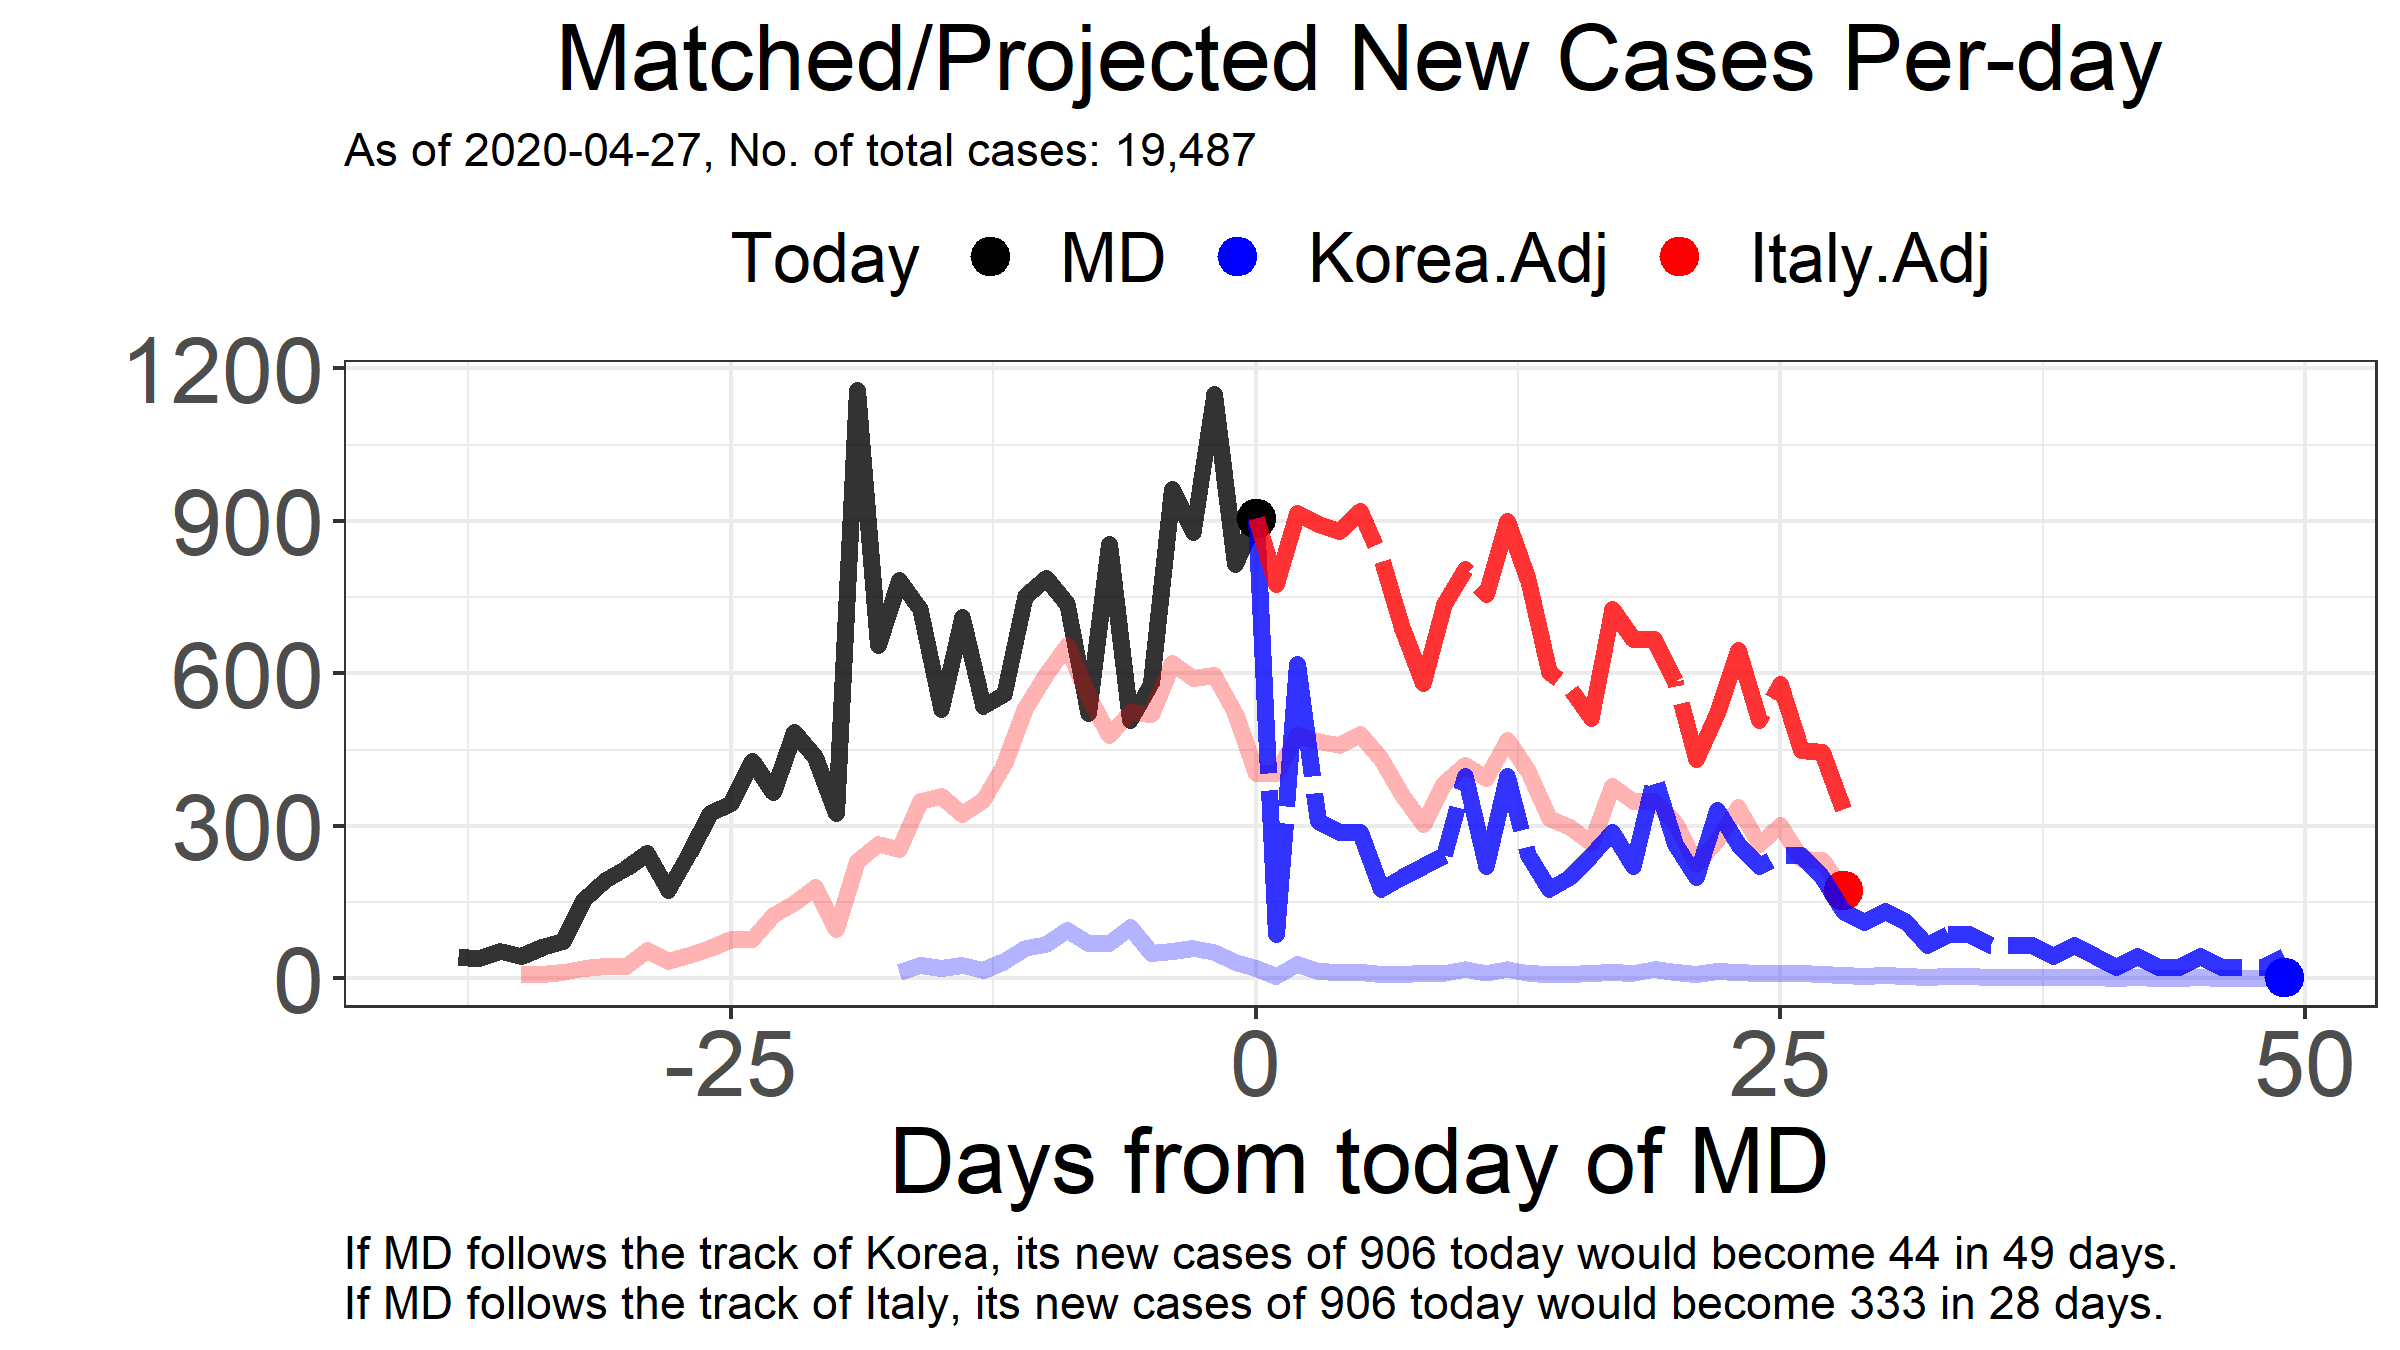 Matched/Projected New Cases Per-day
As of 2020-04-27, No. of total cases: 19,487
Today MD Korea.Adj Italy.Adj
1200
900
600
300
0
-25 0 25 50
Days from today of MD
If MD follows the track of Korea, its new cases of 906 today would become 44 in 49 days.
If MD follows the track of Italy, its new cases of 906 today would become 333 in 28 days.